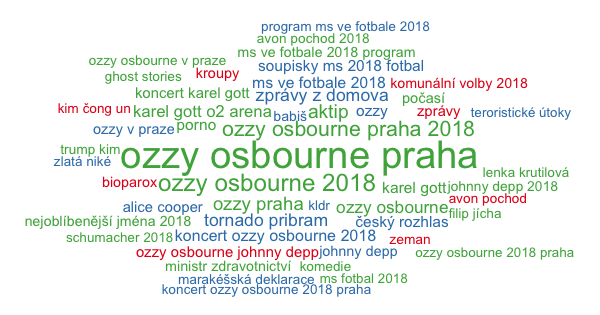 program ms ve fotbale 2018
avon pochod 2018
ms ve fotbale 2018 program
ozzy osbourne v praze
soupisky ms 2018 fotbal
ghost stories kroupy
ms ve fotbale 2018 komunální volby 2018
koncert karel gott zprávy z domova počasí
kim čong un karel gott o2 arena babiš aktip ozzy zprávy teroristické útoky
ozzy v praze porno ozzy osbourne praha 2018
trump kim
zlatá niké ozzy osbourne praha
lenka krutilová
bioparox ozzy osbourne 2018 karel gott johnny depp 2018
avon pochod
alice cooper ozzy praha kldr ozzy osbourne filip jícha
nejoblíbenější jména 2018 tornado pribram český rozhlas
schumacher 2018 koncert ozzy osbourne 2018 zeman
ozzy osbourne johnny depp johnny depp ozzy osbourne 2018 praha
ministr zdravotnictví komedie
marakéšská deklarace ms fotbal 2018
koncert ozzy osbourne 2018 praha